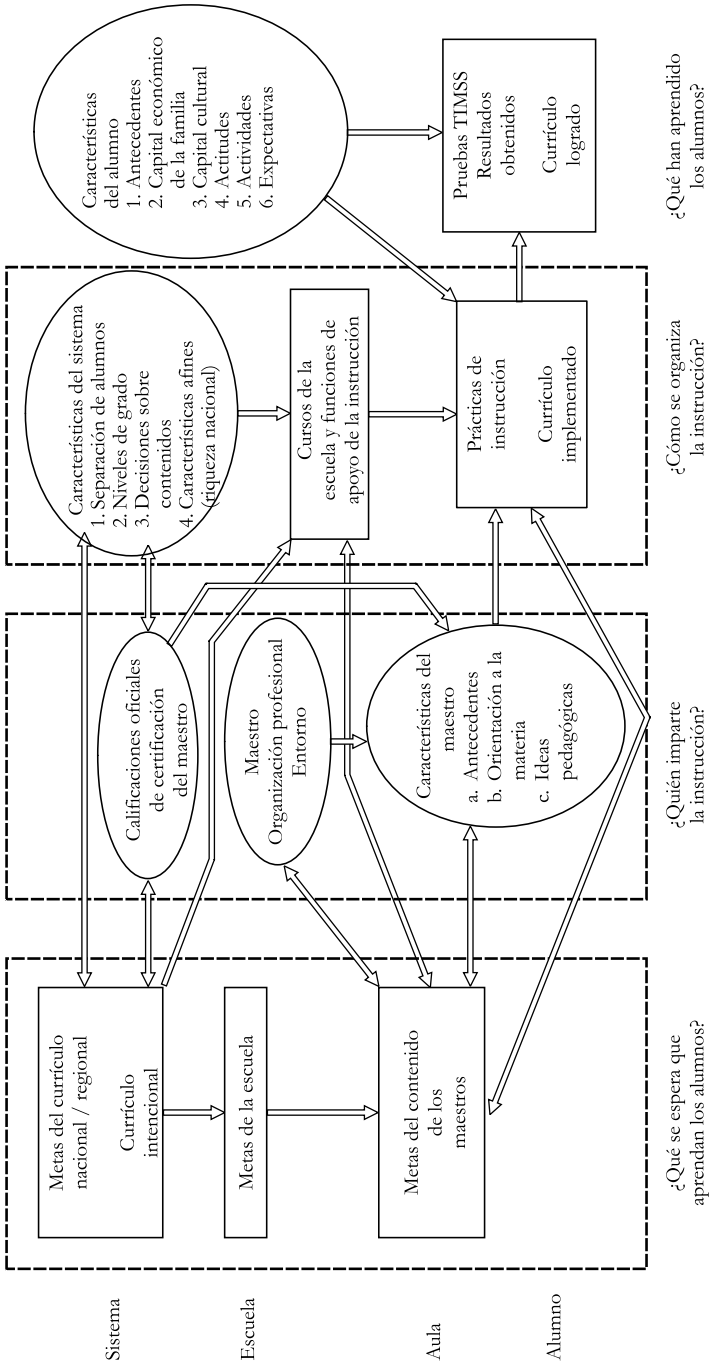 Sistema
Escuela
Aula
Alumno
Metas del currículo
nacional / regional
Currículo
intencional
Metas de la escuela
Metas del contenido
de los
maestros
¿Qué se espera que
aprendan los alumnos?
Calificaciones oficiales
de certificación
del maestro
Maestro
Organización profesional
Entorno
Características del
maestro
a. Antecedentes
b. Orientación a la
materia
c. Ideas
pedagógicas
¿Quién imparte
la instrucción?
Características del sistema
1. Separación de alumnos
2. Niveles de grado
3. Decisiones sobre
contenidos
4. Características afines
(riqueza nacional)
Cursos de la
escuela y funciones de
apoyo de la instrucción
Prácticas de
instrucción
Currículo
implementado
¿Cómo se organiza
la instrucción?
Características
del alumno
1. Antecedentes
2. Capital económico
de la familia
3. Capital cultural
4. Actitudes
5. Actividades
6. Expectativas
Pruebas TIMSS
Resultados
obtenidos
Currículo
logrado
¿Qué han aprendido
los alumnos?